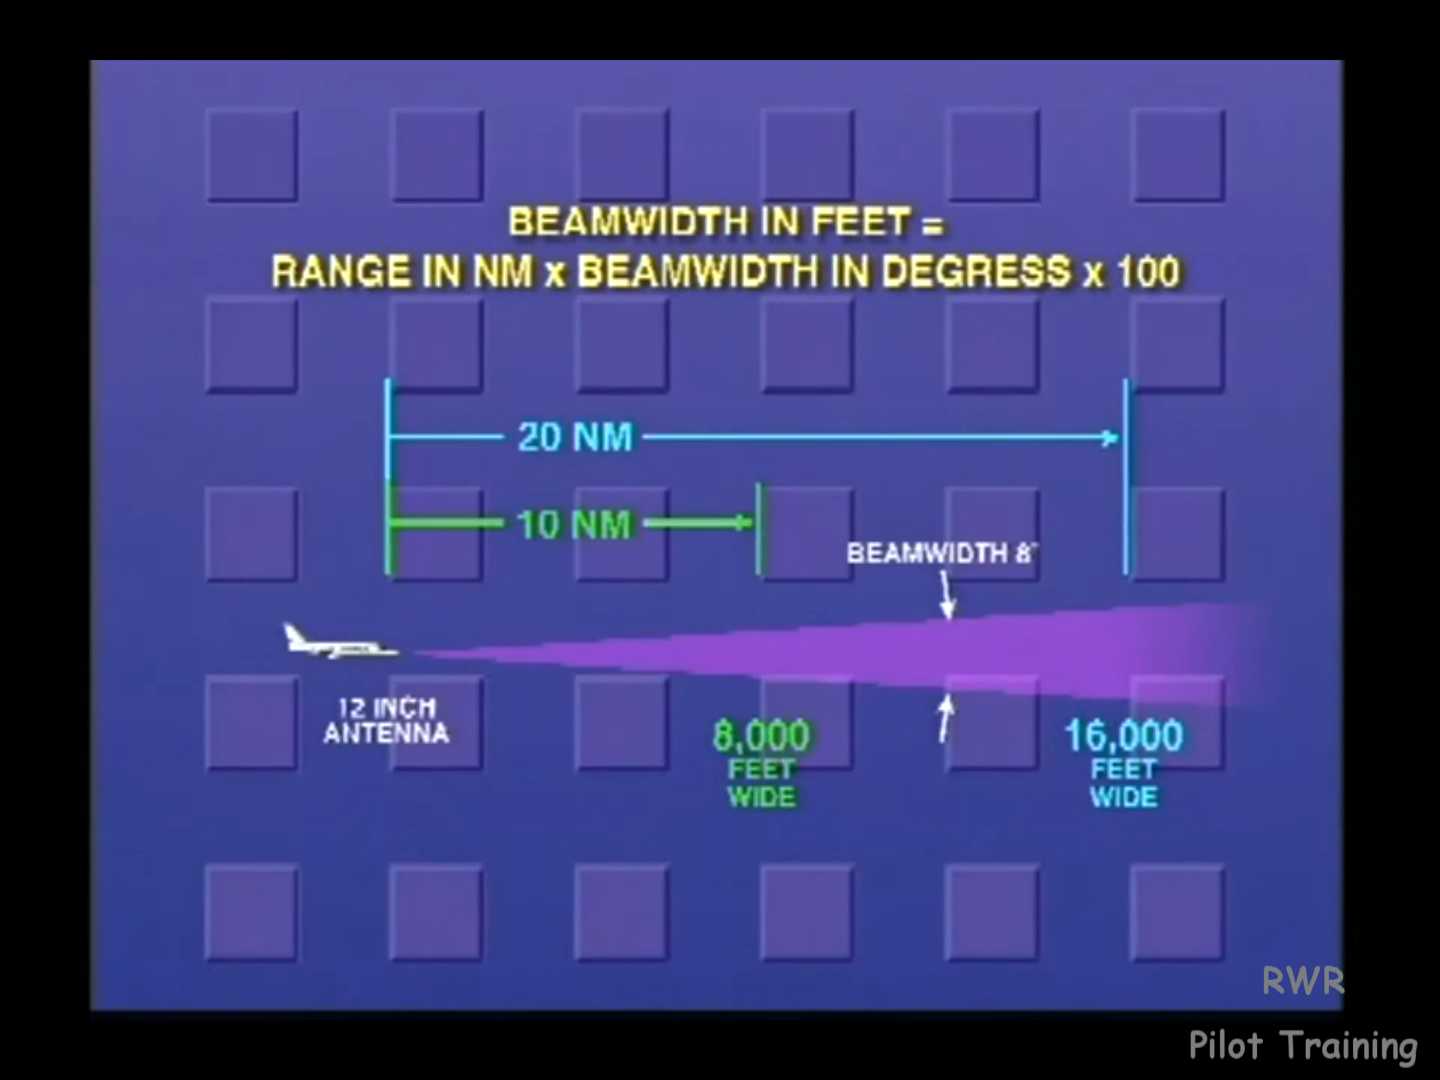 BEAMWIDTH IN FEET =
RANGE IN NM x BEAMWIDTH IN DEGRESS x 100
20 NM
10 NM
BEAMWIDTH 8°
12 INCH
ANTENNA
8,000
FEET
WIDE
16,000
FEET
WIDE
RWR
Pilot Training